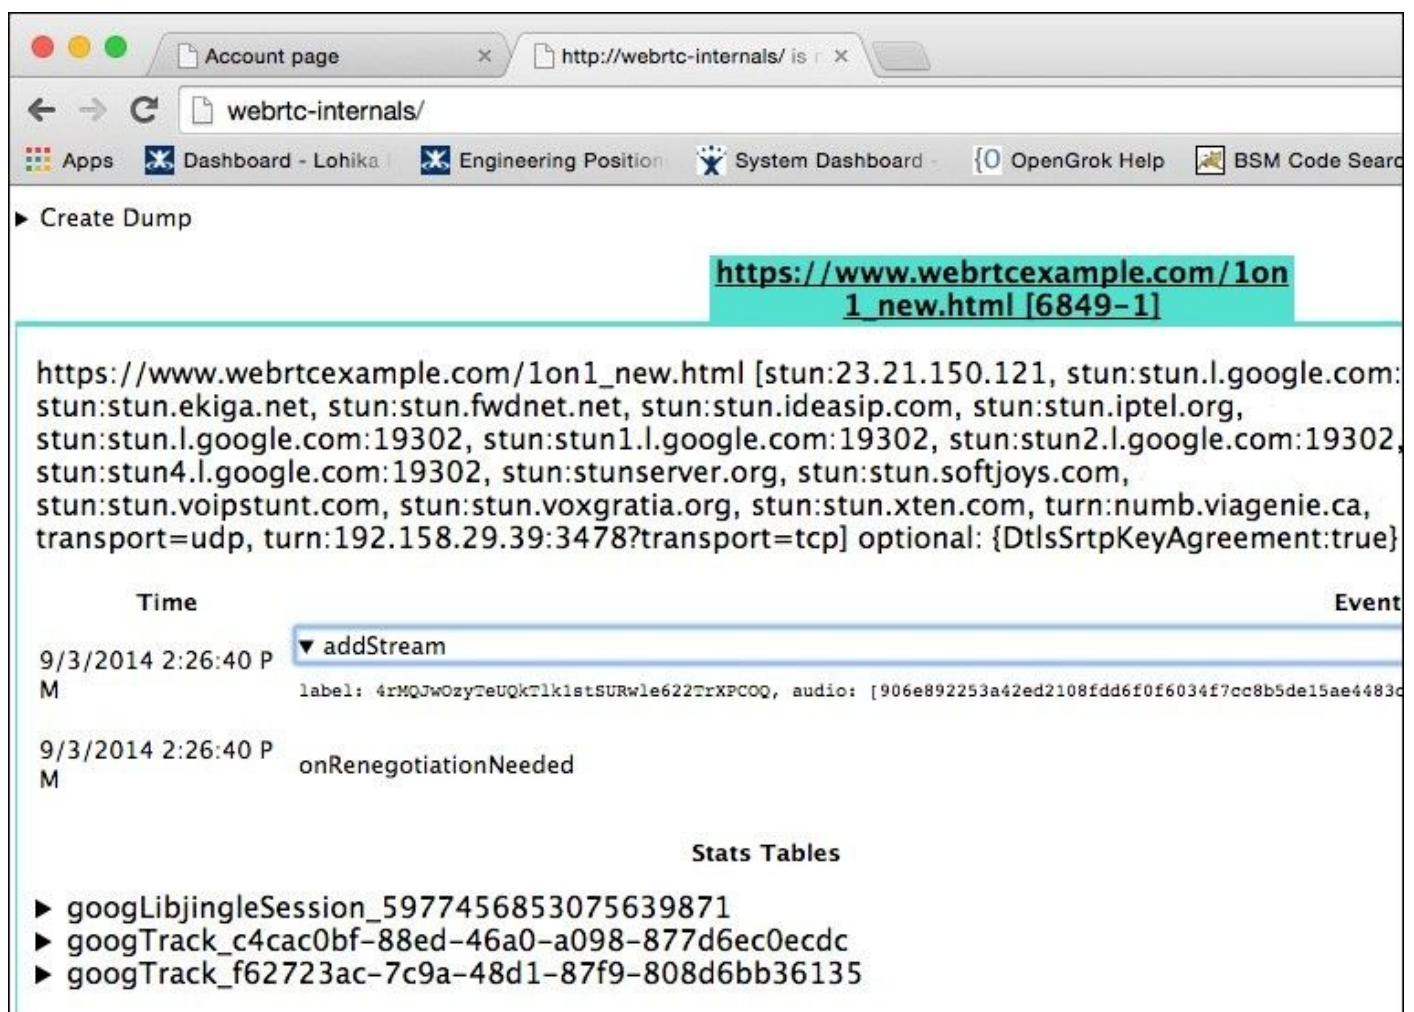 Account page
http://webrtc-internals/ is
webrtc-internals/
Apps Dashboard - Lohika Engineering Position System Dashboard - {O OpenGrok Help BSM Code Searc
Create Dump
https://www.webrtcexample.com/1on
1_new.html [6849-1]
https://www.webrtcexample.com/1on1_new.html [stun:23.21.150.121, stun:stun.l.google.com:
stun:stun.ekiga.net, stun:stun.fwdnet.net, stun:stun.ideasip.com, stun:stun.iptel.org,
stun:stun.l.google.com:19302, stun:stun1.l.google.com:19302, stun:stun2.l.google.com:19302,
stun:stun4.l.google.com:19302, stun:stunserver.org, stun:stun.softjoys.com,
stun:stun.voipstunt.com, stun:stun.voxgratia.org, stun:stun.xten.com, turn:numb.viagenie.ca,
transport=udp, turn:192.158.29.39:3478?transport=tcp] optional: {DtlsSrtpKeyAgreement:true}
Time Event
9/3/2014 2:26:40 P
M
addStream
label: 4rMQJwOzyTeUQkTlk1stSURwle622TrXPCOQ, audio: [906e892253a42ed2108fdd6f0f6034f7cc8b5de15ae4483c
9/3/2014 2:26:40 P
M
onRenegotiationNeeded
Stats Tables
googLibjingleSession_5977456853075639871
googTrack_c4cac0bf-88ed-46a0-a098-877d6ec0ecdc
googTrack_f62723ac-7c9a-48d1-87f9-808d6bb36135